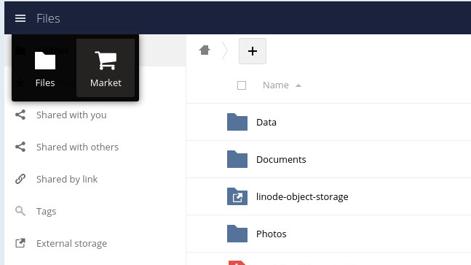 Files
Files
Market
Shared with you
Shared with others
Shared by link
Tags
External storage
+
Name
Data
Documents
linode-object-storage
Photos